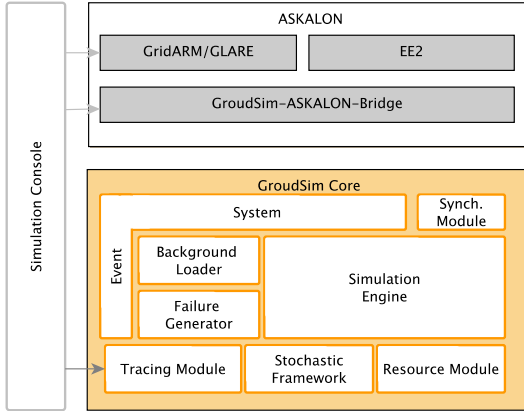 ASKALON
GridARM/GLARE
EE2
GroudSim-ASKALON-Bridge
Simulation Console
GroudSim Core
System
Synch.
Module
Event
Background
Loader
Simulation
Engine
Failure
Generator
Tracing Module
Stochastic
Framework
Resource Module